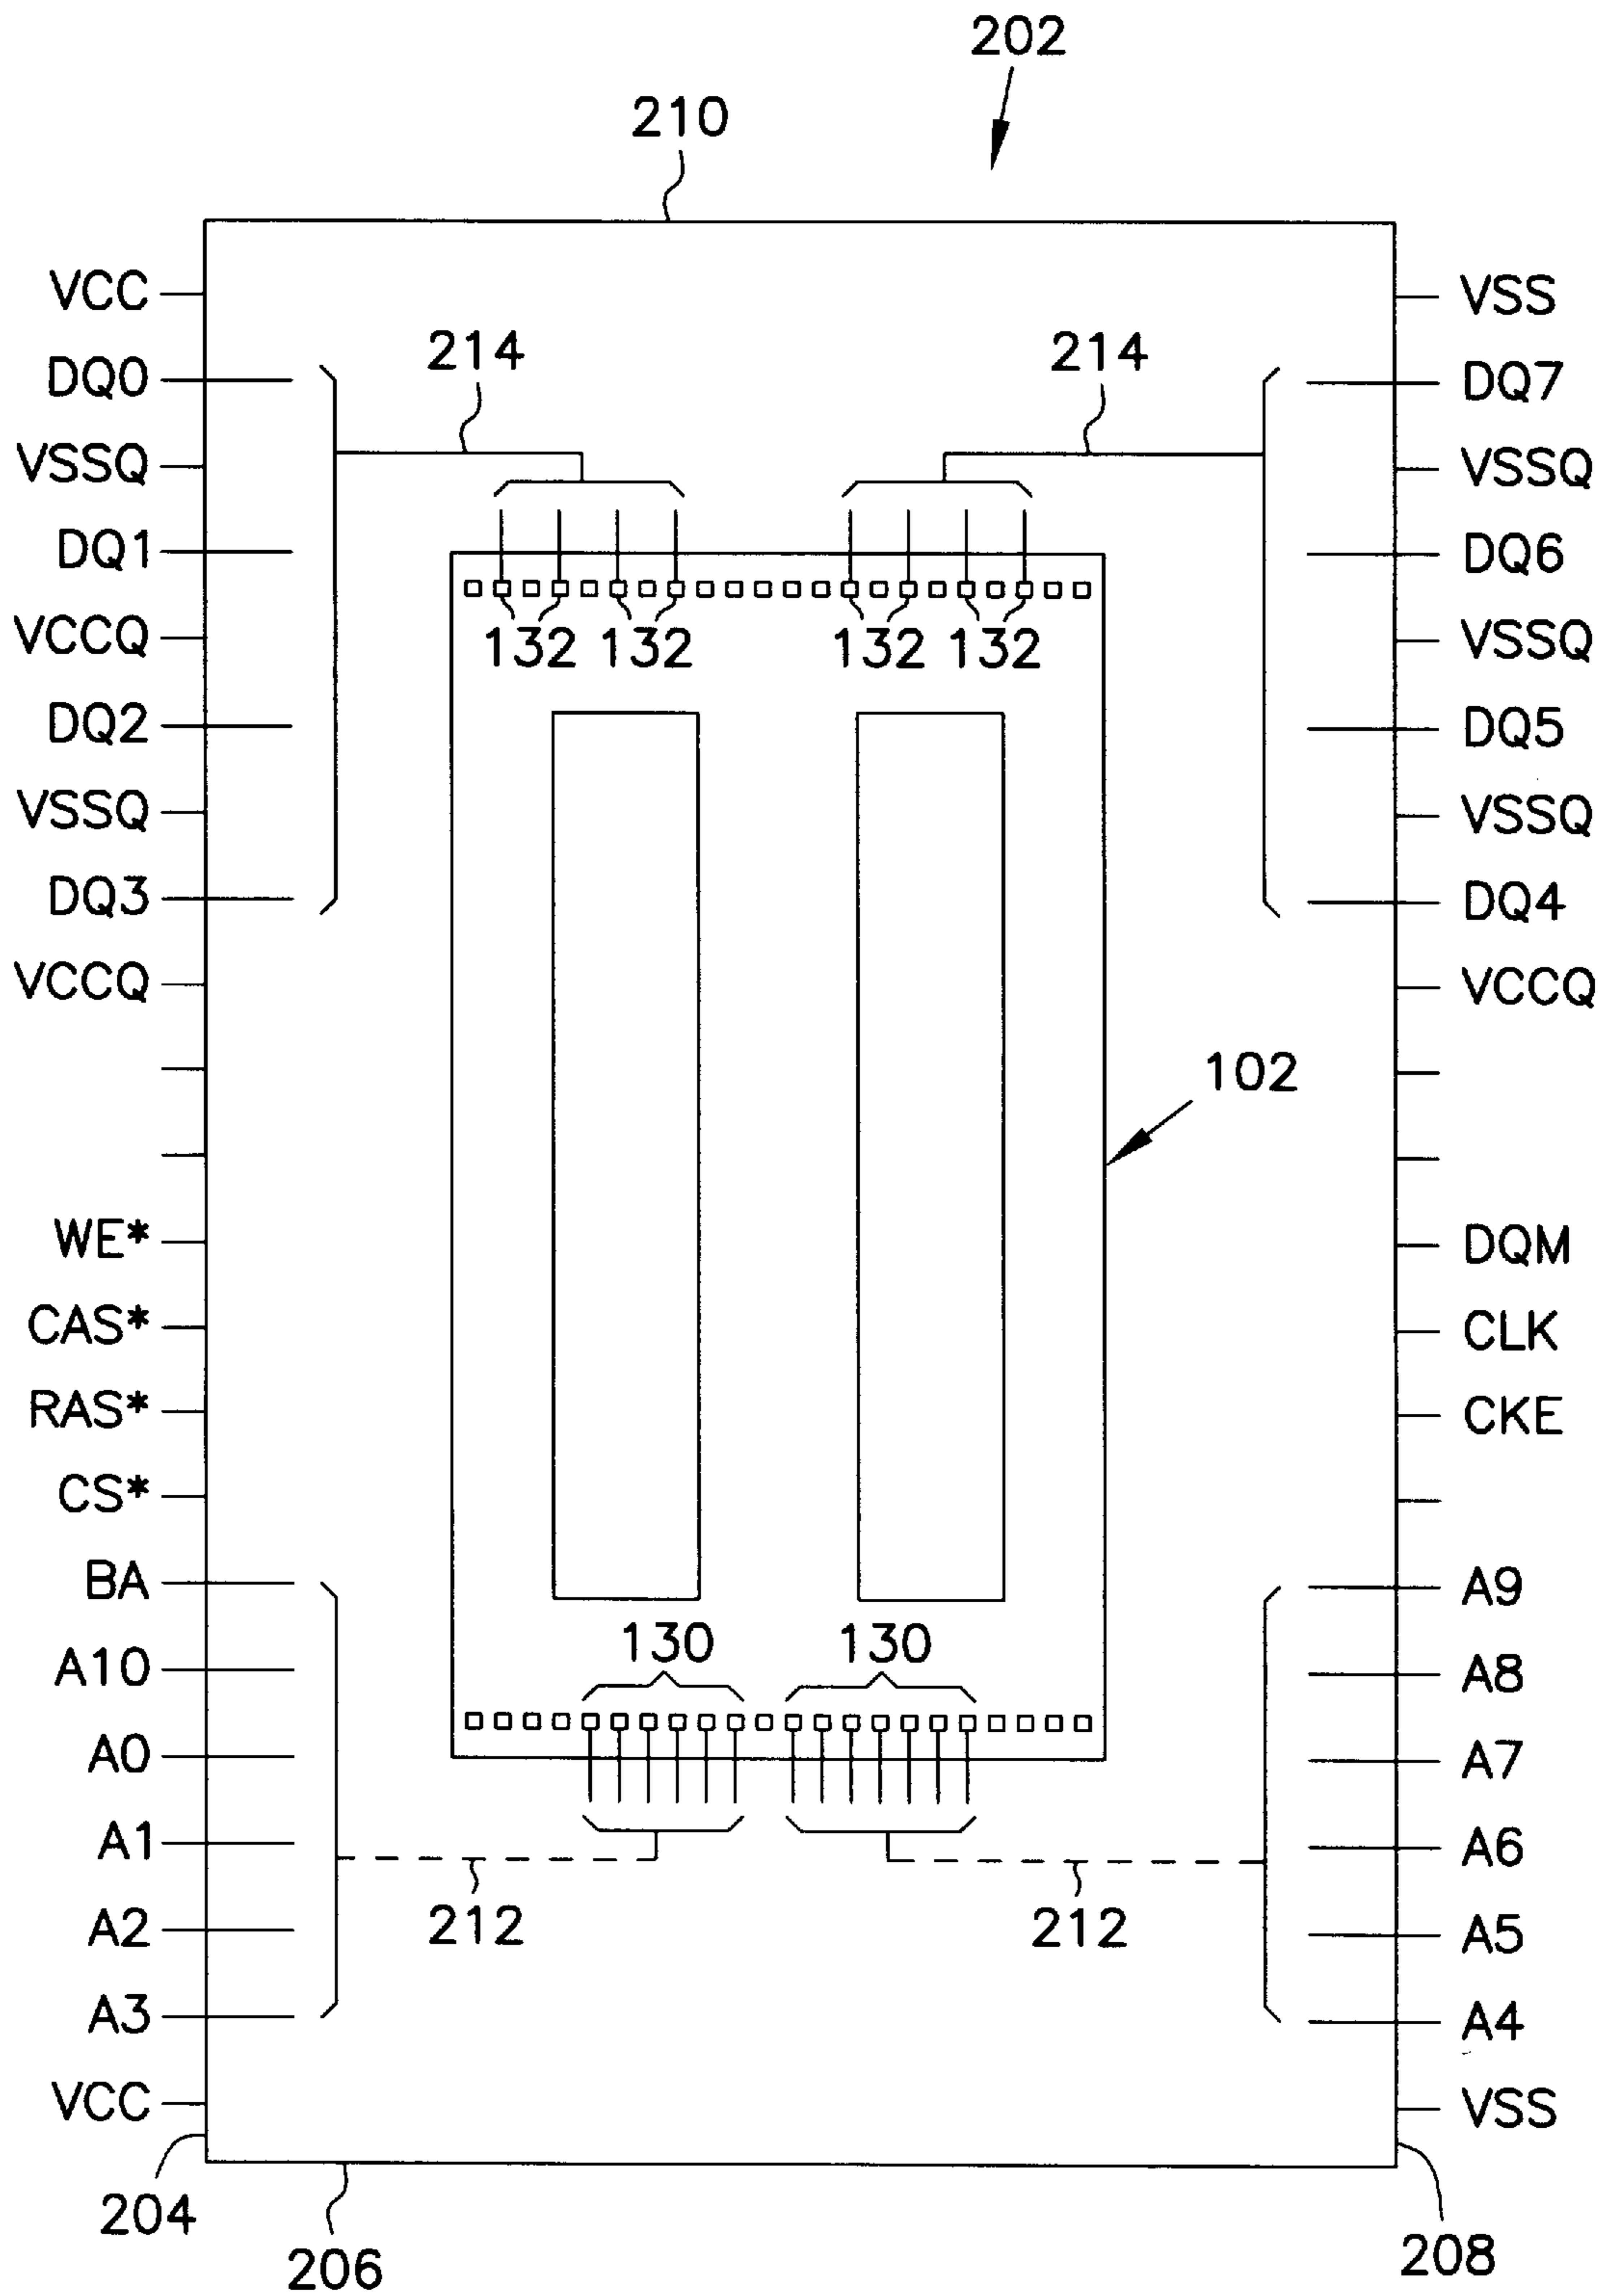 202
210
VCC VSS
214 214
DQ0 DQ7
VSSQ VSSQ
DQ1 DQ6
132 132 132 132
VCCQ VSSQ
DQ2 DQ5
VSSQ VSSQ
DQ3 DQ4
VCCQ VCCQ
102
WE* DQM
CAS* CLK
RAS* CKE
CS*
BA A9
130 130
A10 A8
A0 A7
A1 A6
212 212
A2 A5
A3 A4
VCC VSS
204 208
206